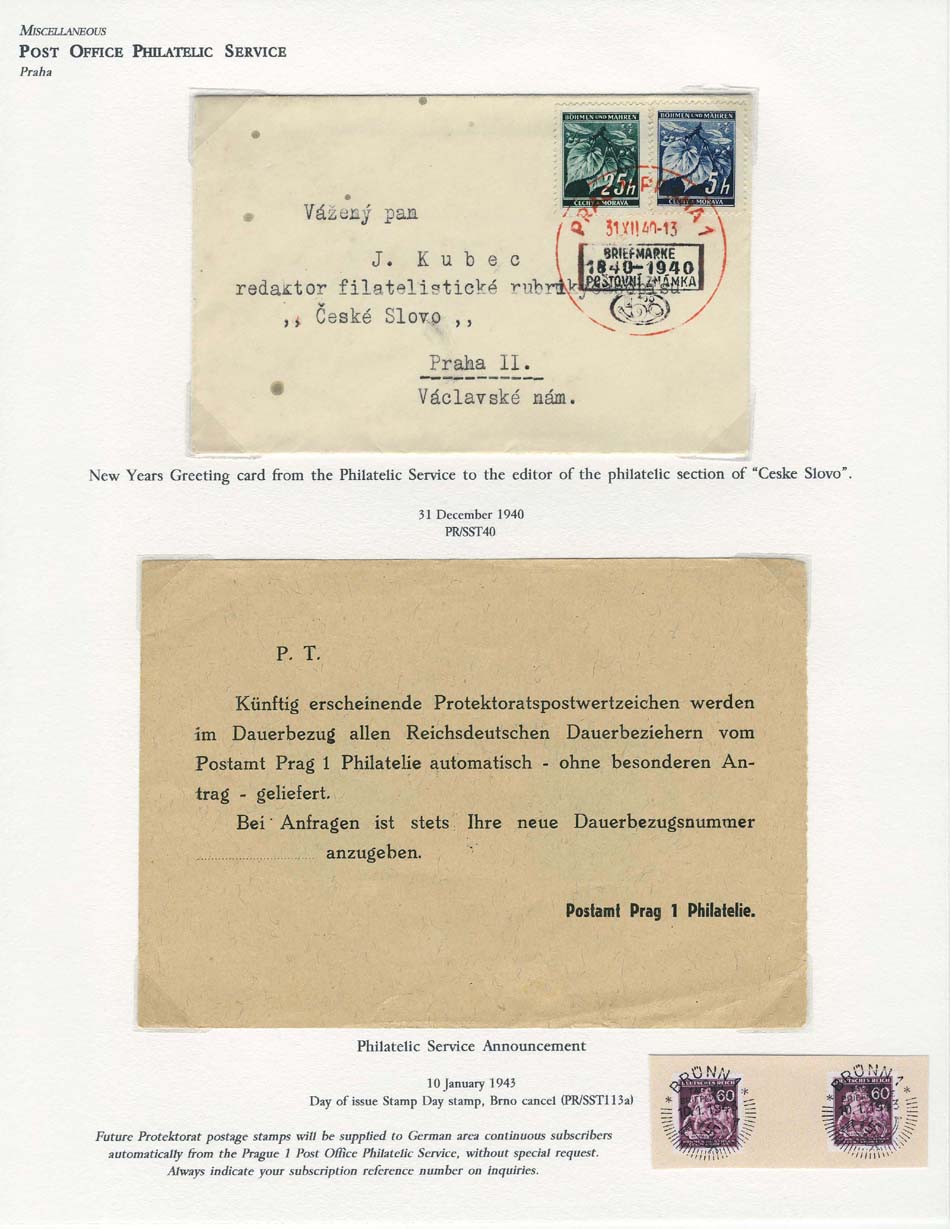 MISCELLANEOUS
POST OFFICE PHILATELIC SERVICE
Praha
BÖHMEN UND MÄHREN
25h
ČECHY A MORAVA
BÖHMEN UND MÄHREN
5h
ČECHY A MORAVA
31.XII.40-13
BRIEFMARKE
1840-1940
POŠTOVNÍ ZNÁMKA
Vážený pan
J. Kubec
redaktor filatelistické rubriky
,, České Slovo ,,
Praha II.
Václavské nám.
New Years Greeting card from the Philatelic Service to the editor of the philatelic section of "Ceske Slovo".
31 December 1940
PR/SST40
P. T.
Künftig erscheinende Protektoratspostwertzeichen werden
im Dauerbezug allen Reichsdeutschen Dauerbeziehern vom
Postamt Prag 1 Philatelie automatisch - ohne besonderen An-
trag - geliefert.
Bei Anfragen ist stets Ihre neue Dauerbezugsnummer
.............................. anzugeben.
Postamt Prag 1 Philatelie.
Philatelic Service Announcement
10 January 1943
Day of issue Stamp Day stamp, Brno cancel (PR/SST113a)
* BRÜNN 1 *
DEUTSCHES REICH
60
* BRÜNN 1 *
DEUTSCHES REICH
60
Future Protektorat postage stamps will be supplied to German area continuous subscribers
automatically from the Prague 1 Post Office Philatelic Service, without special request.
Always indicate your subscription reference number on inquiries.